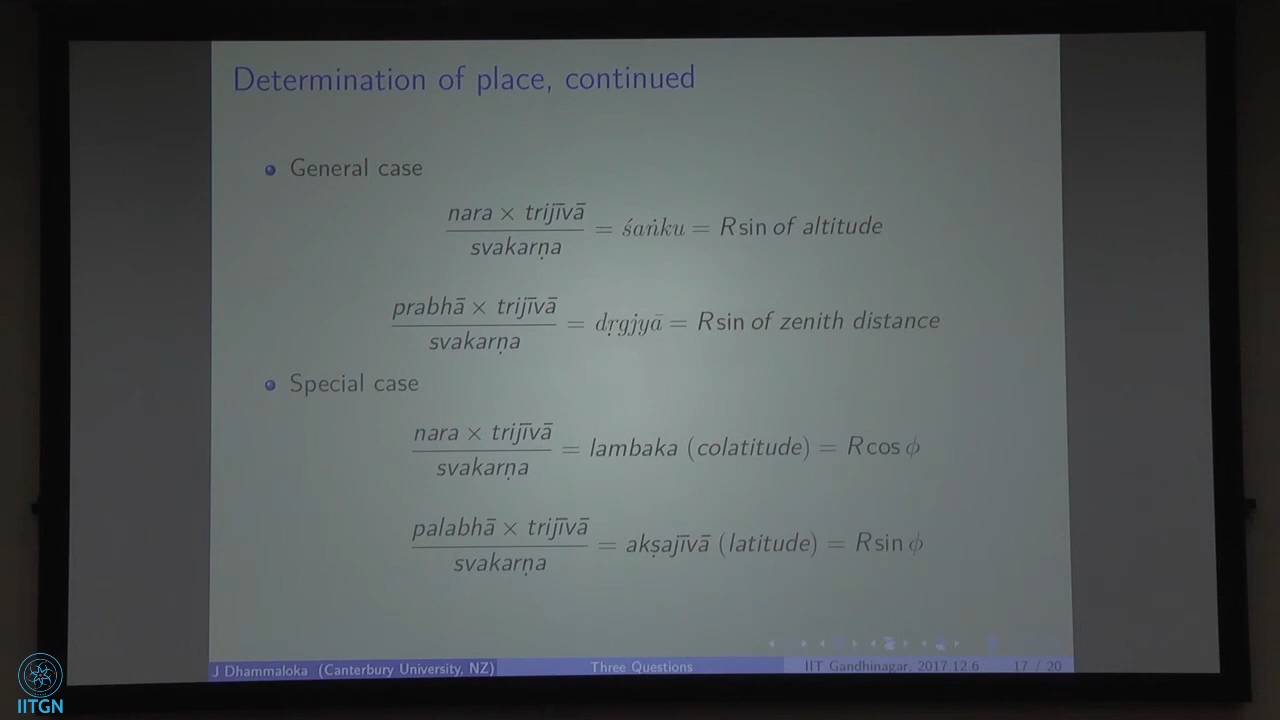 Determination of place, continued
General case
nara × trijīvā
svakarṇa
= śaṅku = R sin of altitude
prabhā × trijīvā
svakarṇa
= dṛgjyā = R sin of zenith distance
Special case
nara × trijīvā
svakarṇa
= lambaka (colatitude) = R cos ϕ
palabhā × trijīvā
svakarṇa
= akṣajīvā (latitude) = R sin ϕ
J Dhammaloka (Canterbury University, NZ) Three Questions IIT Gandhinagar, 2017.12.6 17 / 20
IITGN